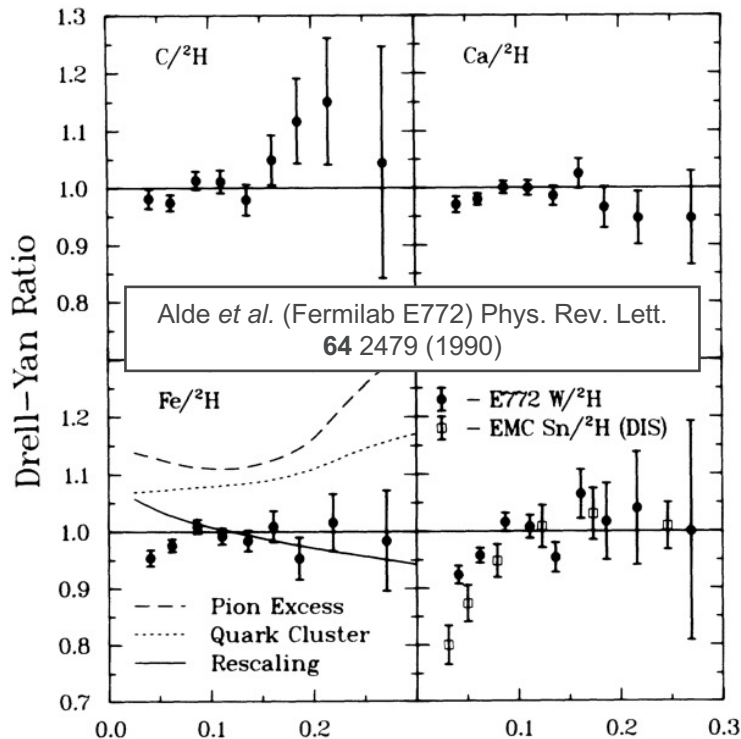 Drell-Yan Ratio
1.3
1.2
1.1
1.0
0.9
0.8
C/²H
Ca/²H
Alde et al. (Fermilab E772) Phys. Rev. Lett.
64 2479 (1990)
Fe/²H
- E772 W/²H
- EMC Sn/²H (DIS)
1.2
1.1
1.0
0.9
0.8
0.7
Pion Excess
Quark Cluster
Rescaling
0.0 0.1 0.2 0.1 0.2 0.3